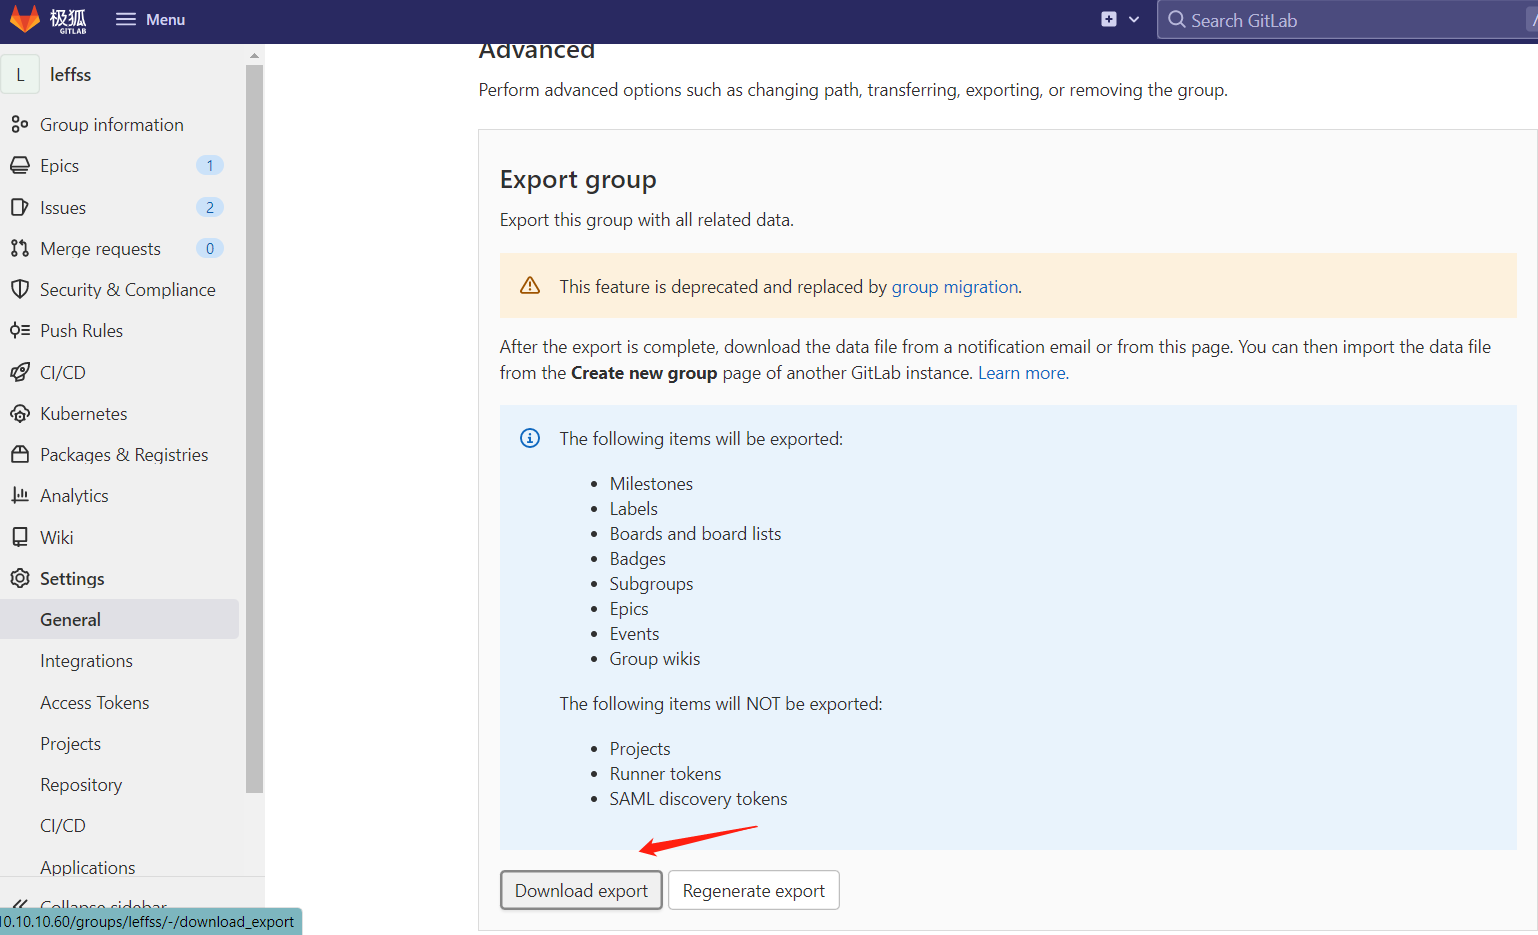 极狐
GITLAB
Menu
Search GitLab
/
L
leffss
Group information
Epics
1
Issues
2
Merge requests
0
Security & Compliance
Push Rules
CI/CD
Kubernetes
Packages & Registries
Analytics
Wiki
Settings
General
Integrations
Access Tokens
Projects
Repository
CI/CD
Applications
Collapse sidebar
10.10.10.60/groups/leffss/-/download_export
Advanced
Perform advanced options such as changing path, transferring, exporting, or removing the group.
Export group
Export this group with all related data.
This feature is deprecated and replaced by group migration.
After the export is complete, download the data file from a notification email or from this page. You can then import the data file
from the Create new group page of another GitLab instance. Learn more.
The following items will be exported:
• Milestones
• Labels
• Boards and board lists
• Badges
• Subgroups
• Epics
• Events
• Group wikis
The following items will NOT be exported:
• Projects
• Runner tokens
• SAML discovery tokens
Download export
Regenerate export